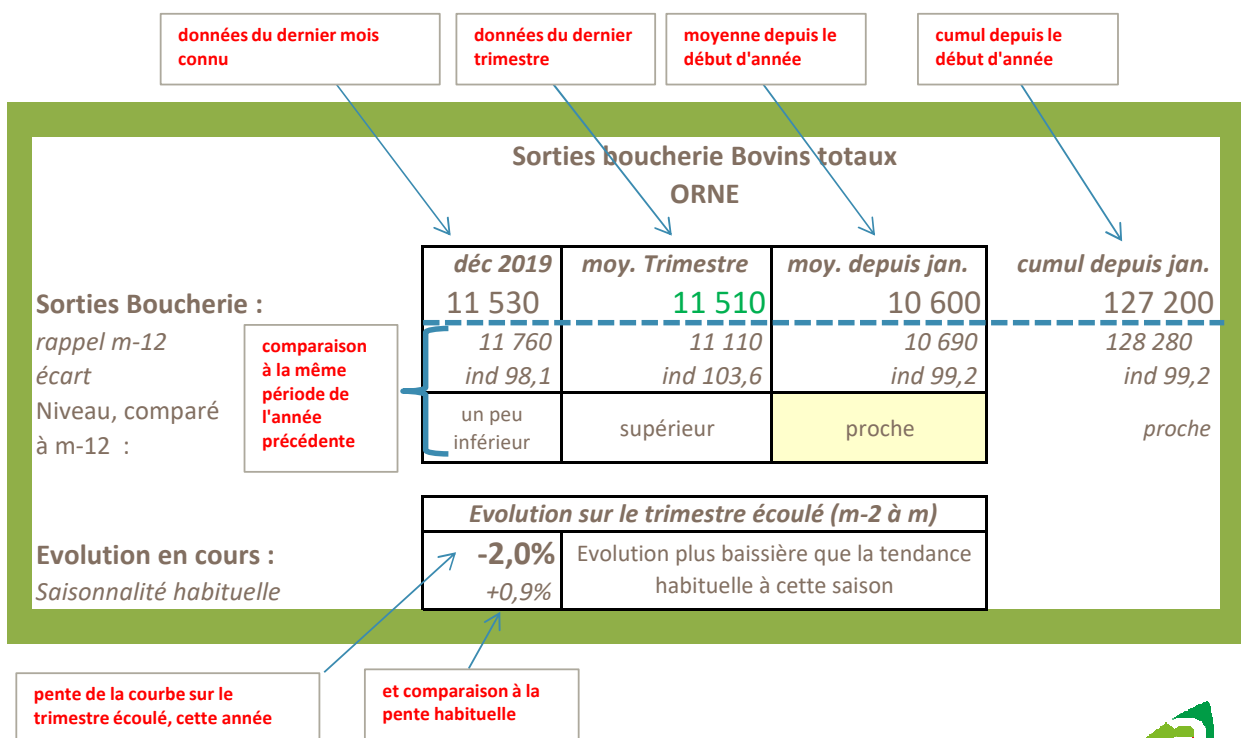 données du dernier mois
connu
données du dernier
trimestre
moyenne depuis le
début d'année
cumul depuis le
début d'année
Sorties boucherie Bovins totaux
ORNE
déc 2019 moy. Trimestre moy. depuis jan. cumul depuis jan.
Sorties Boucherie : 11 530 11 510 10 600 127 200
rappel m-12 11 760 11 110 10 690 128 280
écart ind 98,1 ind 103,6 ind 99,2 ind 99,2
Niveau, comparé
à m-12 :
comparaison
à la même
période de
l'année
précédente
un peu
inférieur
supérieur
proche
proche
Evolution sur le trimestre écoulé (m-2 à m)
Evolution en cours : -2,0% Evolution plus baissière que la tendance
Saisonnalité habituelle +0,9% habituelle à cette saison
pente de la courbe sur le
trimestre écoulé, cette année
et comparaison à la
pente habituelle